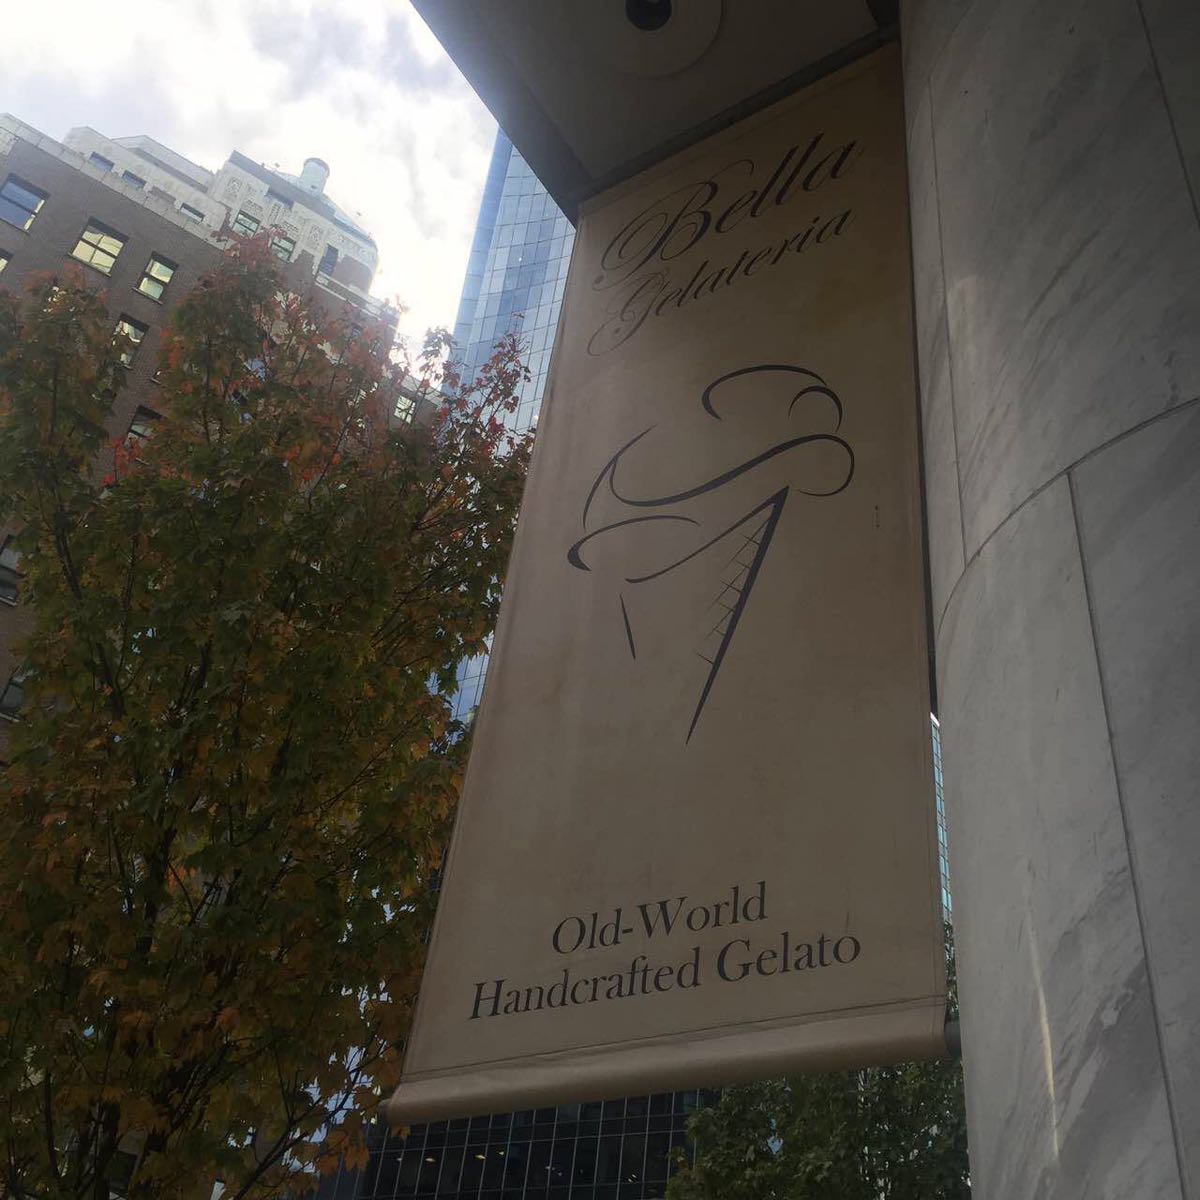 Bella
Gelateria
Old-World
Handcrafted Gelato